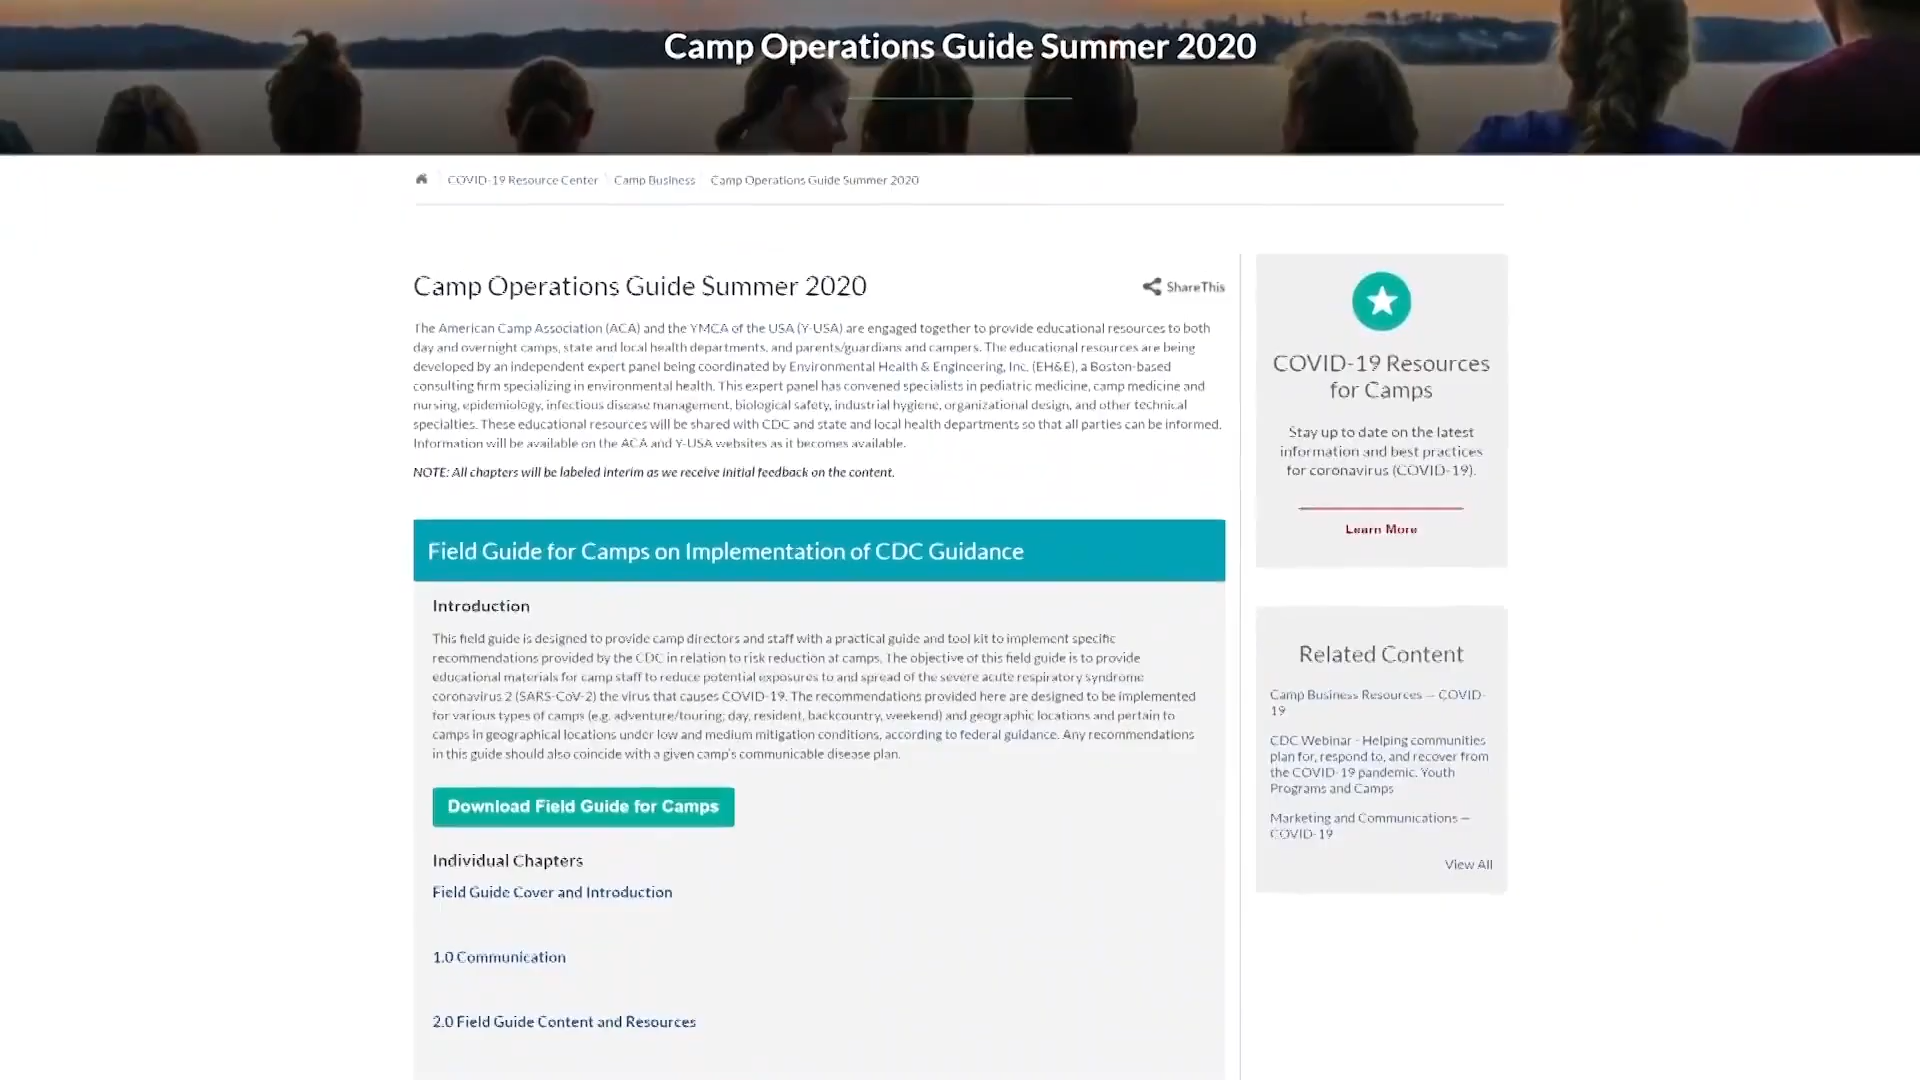 Camp Operations Guide Summer 2020
COVID-19 Resource Center \ Camp Business Camp Operations Guide Summer 2020
Camp Operations Guide Summer 2020
ShareThis
The American Camp Association (ACA) and the YMCA of the USA (Y-USA) are engaged together to provide educational resources to both
day and overnight camps, state and local health departments, and parents/guardians and campers. The educational resources are being
developed by an independent expert panel being coordinated by Environmental Health & Engineering, Inc. (EH&E), a Boston-based
consulting firm specializing in environmental health. This expert panel has convened specialists in pediatric medicine, camp medicine and
nursing, epidemiology, infectious disease management, biological safety, industrial hygiene, organizational design, and other technical
specialties. These educational resources will be shared with CDC and state and local health departments so that all parties can be informed.
Information will be available on the ACA and Y-USA websites as it becomes available.
NOTE: All chapters will be labeled interim as we receive initial feedback on the content.
Field Guide for Camps on Implementation of CDC Guidance
Introduction
This field guide is designed to provide camp directors and staff with a practical guide and tool kit to implement specific
recommendations provided by the CDC in relation to risk reduction at camps. The objective of this field guide is to provide
educational materials for camp staff to reduce potential exposures to and spread of the severe acute respiratory syndrome
coronavirus 2 (SARS-CoV-2) the virus that causes COVID-19. The recommendations provided here are designed to be implemented
for various types of camps (e.g. adventure/touring; day, resident, backcountry, weekend) and geographic locations and pertain to
camps in geographical locations under low and medium mitigation conditions, according to federal guidance. Any recommendations
in this guide should also coincide with a given camp's communicable disease plan.
Download Field Guide for Camps
Individual Chapters
Field Guide Cover and Introduction
1.0 Communication
2.0 Field Guide Content and Resources
COVID-19 Resources
for Camps
Stay up to date on the latest
information and best practices
for coronavirus (COVID-19).
Learn More
Related Content
Camp Business Resources — COVID-
19
CDC Webinar - Helping communities
plan for, respond to, and recover from
the COVID-19 pandemic. Youth
Programs and Camps
Marketing and Communications —
COVID-19
View All